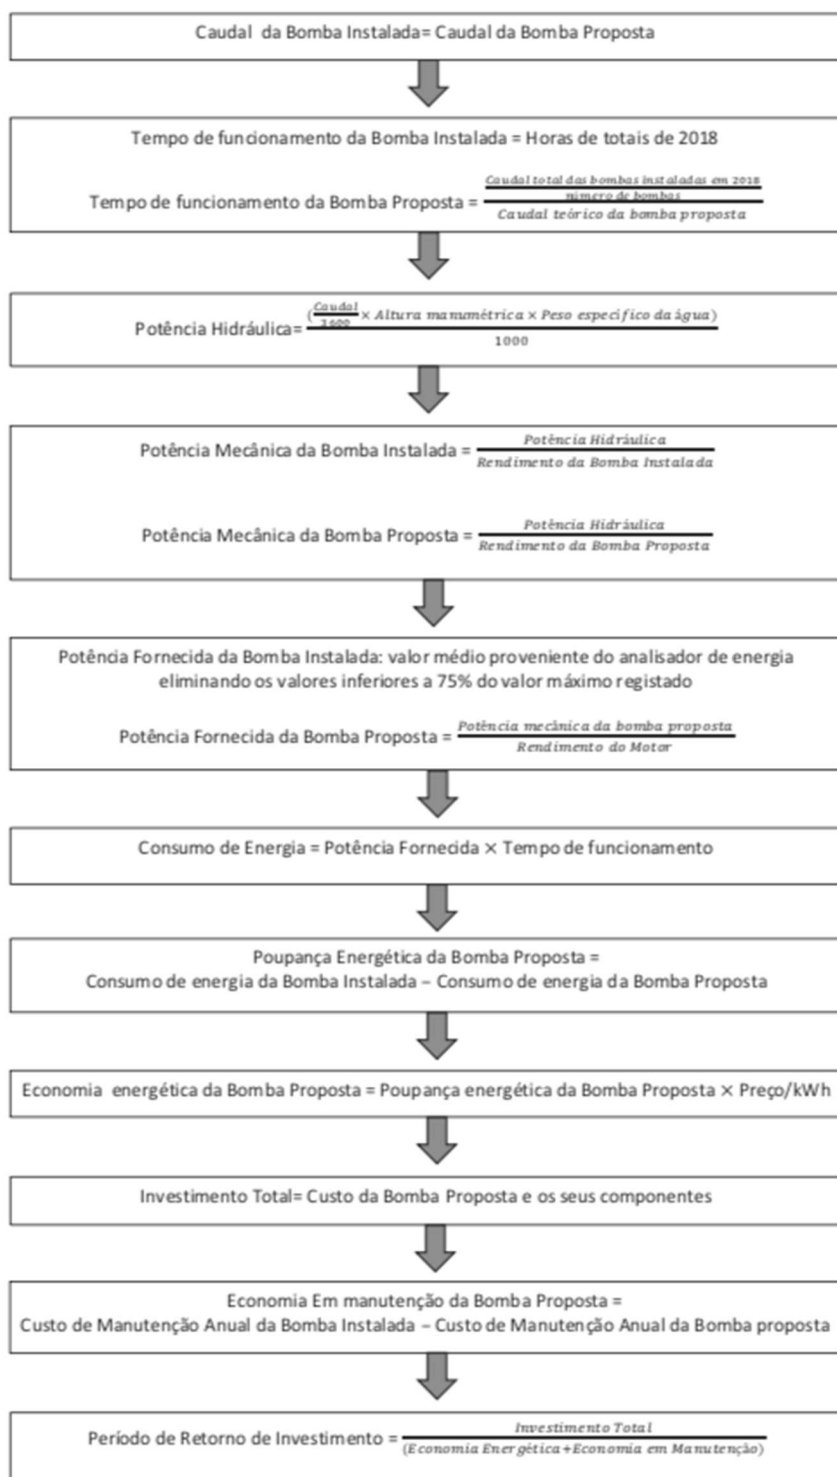 Caudal da Bomba Instalada= Caudal da Bomba Proposta
Tempo de funcionamento da Bomba Instalada = Horas de totais de 2018
Caudal total das bombas instaladas em 2018
número de bombas
Tempo de funcionamento da Bomba Proposta =
Caudal teórico da bomba proposta
(Caudal
3600 × Altura manumétrica × Peso específico da água)
Potência Hidráulica=
1000
Potência Mecânica da Bomba Instalada = Potência Hidráulica
Rendimento da Bomba Instalada
Potência Mecânica da Bomba Proposta = Potência Hidráulica
Rendimento da Bomba Proposta
Potência Fornecida da Bomba Instalada: valor médio proveniente do analisador de energia
eliminando os valores inferiores a 75% do valor máximo registado
Potência Fornecida da Bomba Proposta = Potência mecânica da bomba proposta
Rendimento do Motor
Consumo de Energia = Potência Fornecida × Tempo de funcionamento
Poupança Energética da Bomba Proposta =
Consumo de energia da Bomba Instalada – Consumo de energia da Bomba Proposta
Economia energética da Bomba Proposta = Poupança energética da Bomba Proposta × Preço/kWh
Investimento Total= Custo da Bomba Proposta e os seus componentes
Economia Em manutenção da Bomba Proposta =
Custo de Manutenção Anual da Bomba Instalada – Custo de Manutenção Anual da Bomba proposta
Período de Retorno de Investimento = Investimento Total
(Economia Energética+Economia em Manutenção)